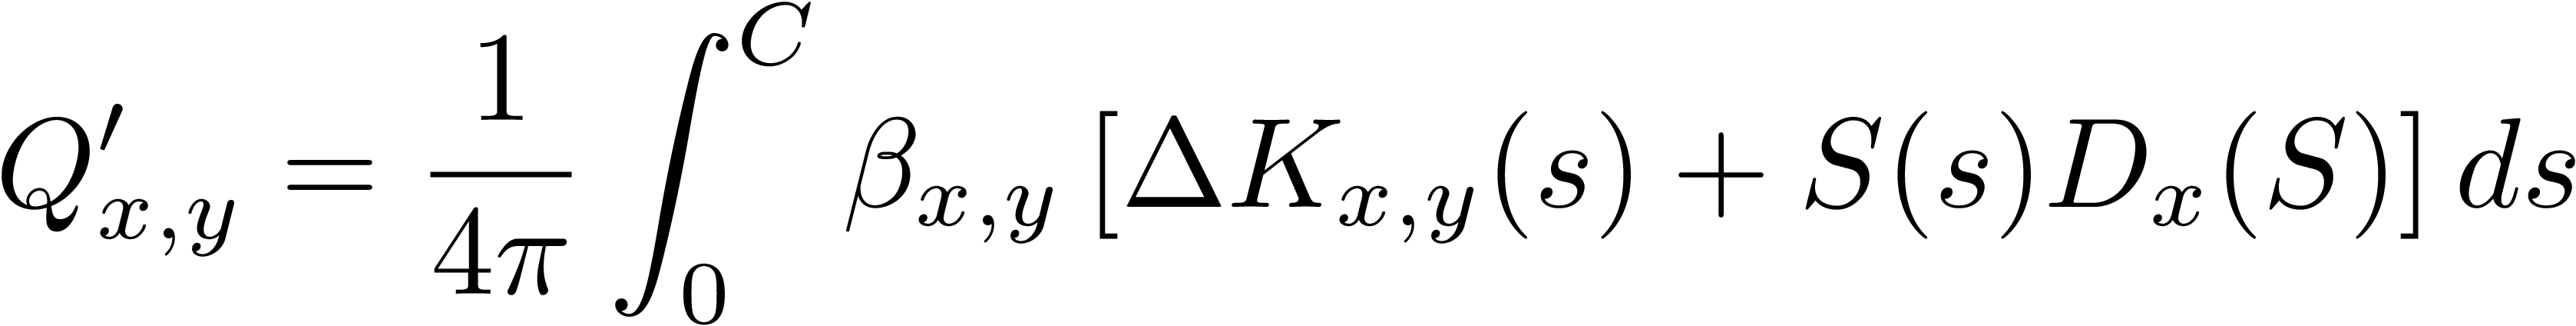 Q'_{x,y} = \frac{1}{4\pi} \int_0^C \beta_{x,y} [\Delta K_{x,y}(s) + S(s)D_x(S)] ds